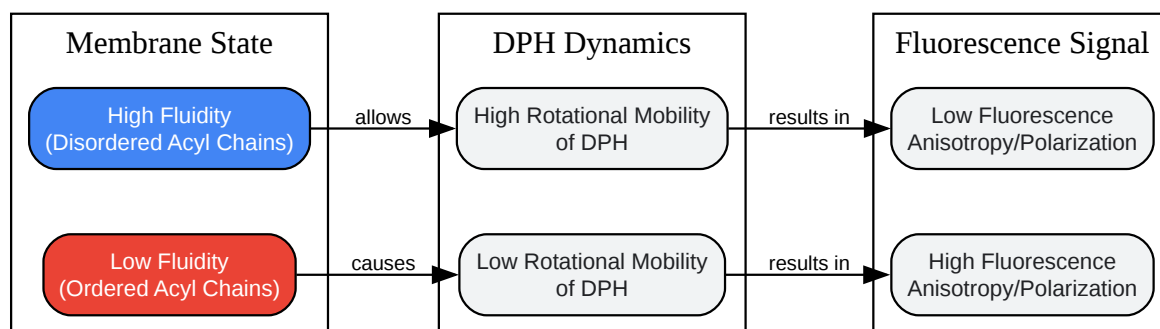 Membrane State
High Fluidity
(Disordered Acyl Chains)
Low Fluidity
(Ordered Acyl Chains)
allows
causes
DPH Dynamics
High Rotational Mobility
of DPH
Low Rotational Mobility
of DPH
results in
results in
Fluorescence Signal
Low Fluorescence
Anisotropy/Polarization
High Fluorescence
Anisotropy/Polarization